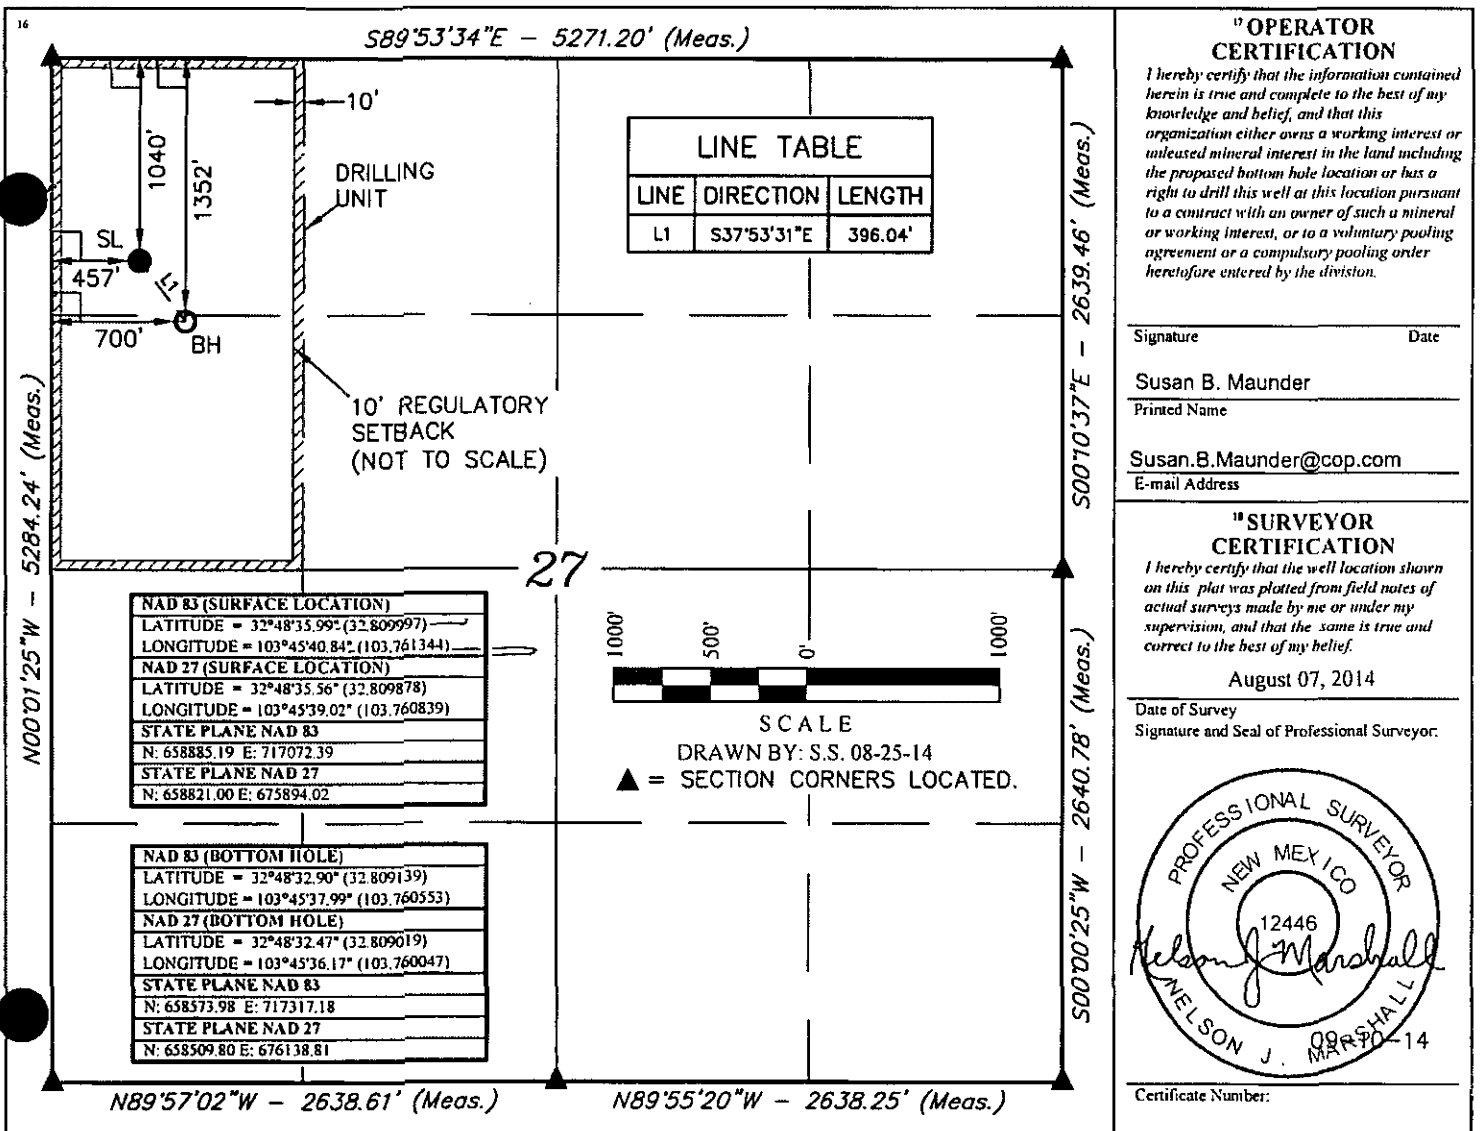 16
S89°53'34"E - 5271.20' (Meas.)
10'
1040'
1352'
DRILLING
UNIT
SL
457'
L1
700'
BH
LINE TABLE
LINE DIRECTION LENGTH
L1 S37°53'31"E 396.04'
10' REGULATORY
SETBACK
(NOT TO SCALE)
N00°01'25"W - 5284.24' (Meas.)
S00°10'37"E - 2639.46' (Meas.)
27
NAD 83 (SURFACE LOCATION)
LATITUDE = 32°48'35.99" (32.809997)
LONGITUDE = 103°45'40.84" (103.761344)
NAD 27 (SURFACE LOCATION)
LATITUDE = 32°48'35.56" (32.809878)
LONGITUDE = 103°45'39.02" (103.760839)
STATE PLANE NAD 83
N: 658885.19 E: 717072.39
STATE PLANE NAD 27
N: 658821.00 E: 675894.02
NAD 83 (BOTTOM HOLE)
LATITUDE = 32°48'32.90" (32.809139)
LONGITUDE = 103°45'37.99" (103.760553)
NAD 27 (BOTTOM HOLE)
LATITUDE = 32°48'32.47" (32.809019)
LONGITUDE = 103°45'36.17" (103.760047)
STATE PLANE NAD 83
N: 658573.98 E: 717317.18
STATE PLANE NAD 27
N: 658509.80 E: 676138.81
1000' 500' 0' 1000'
SCALE
DRAWN BY: S.S. 08-25-14
▲ = SECTION CORNERS LOCATED.
S00°00'25"W - 2640.78' (Meas.)
N89°57'02"W - 2638.61' (Meas.)
N89°55'20"W - 2638.25' (Meas.)
17 OPERATOR
CERTIFICATION
I hereby certify that the information contained
herein is true and complete to the best of my
knowledge and belief, and that this
organization either owns a working interest or
unleased mineral interest in the land including
the proposed bottom hole location or has a
right to drill this well at this location pursuant
to a contract with an owner of such a mineral
or working interest, or to a voluntary pooling
agreement or a compulsory pooling order
heretofore entered by the division.
Signature Date
Susan B. Maunder
Printed Name
Susan.B.Maunder@cop.com
E-mail Address
18 SURVEYOR
CERTIFICATION
I hereby certify that the well location shown
on this plat was plotted from field notes of
actual surveys made by me or under my
supervision, and that the same is true and
correct to the best of my belief.
August 07, 2014
Date of Survey
Signature and Seal of Professional Surveyor:
PROFESSIONAL SURVEYOR
NEW MEXICO
12446
Nelson J Marshall
NELSON J. MARSHALL
09-10-14
Certificate Number: